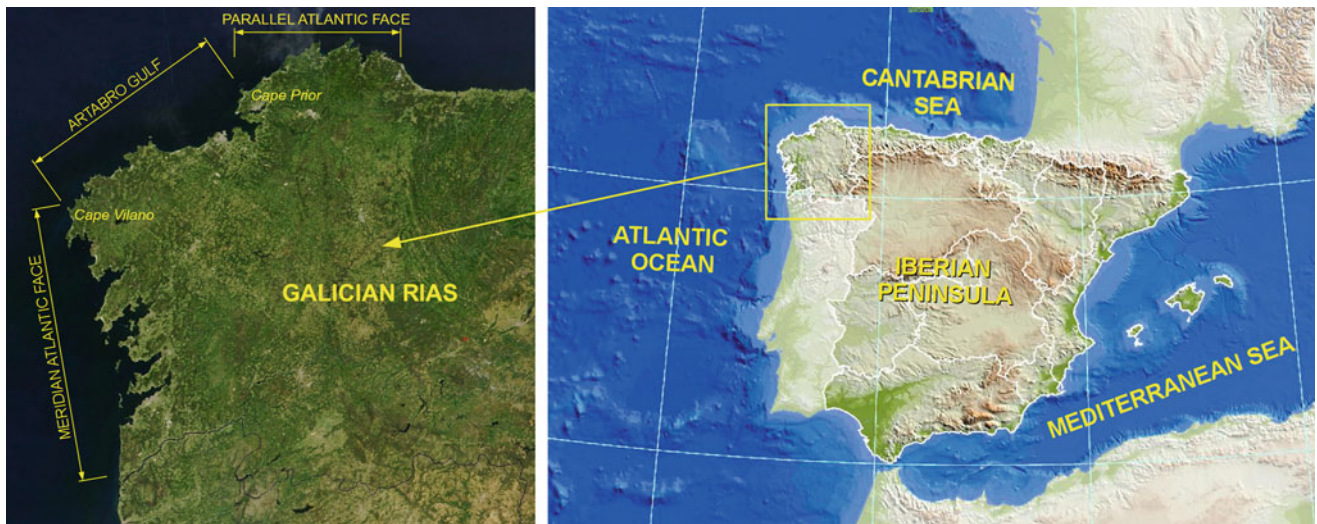 PARALLEL ATLANTIC FACE
ARTABRO GULF
Cape Prior
Cape Vilano
MERIDIAN ATLANTIC FACE
GALICIAN RIAS
CANTABRIAN
SEA
ATLANTIC
OCEAN
IBERIAN
PENINSULA
MEDITERRANEAN SEA